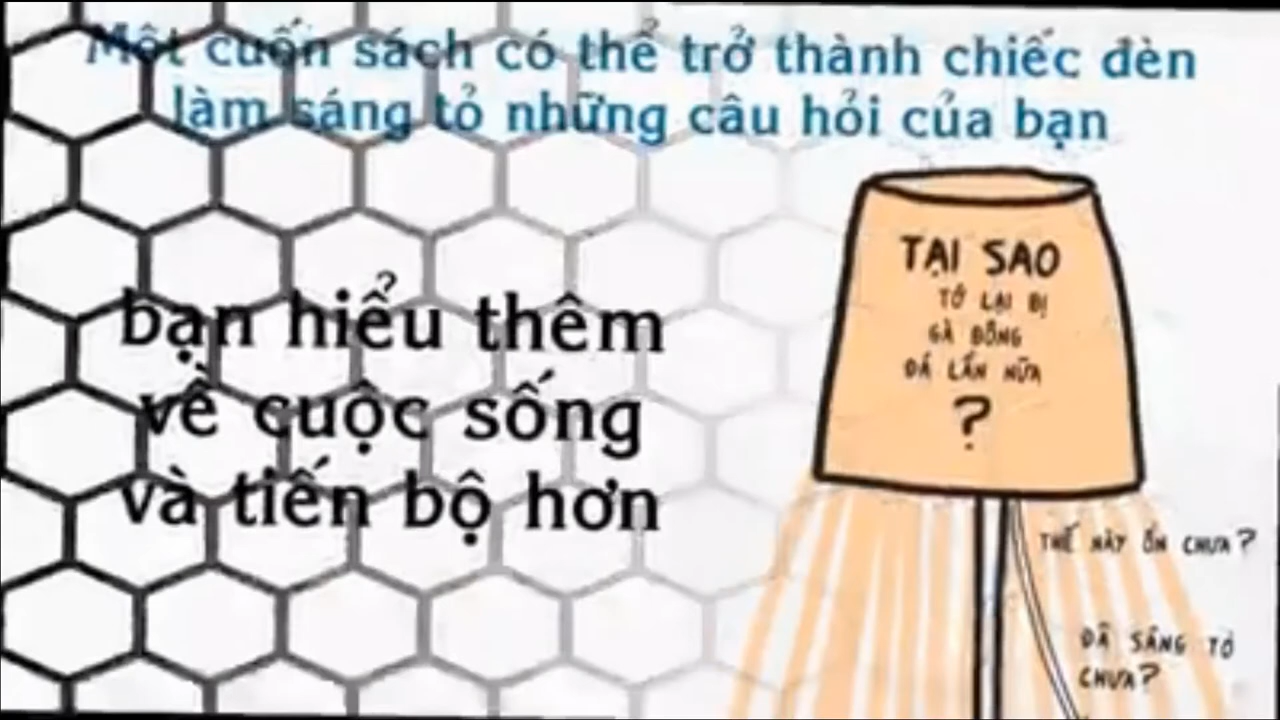 Một cuốn sách có thể trở thành chiếc đèn
làm sáng tỏ những câu hỏi của bạn
bạn hiểu thêm
về cuộc sống
và tiến bộ hơn
TẠI SAO
TỚ LẠI BỊ
GÀ BÔNG
ĐÁ LẦN NỮA
?
THẾ NÀY ỔN CHƯA?
ĐÃ SÁNG TỎ
CHƯA?